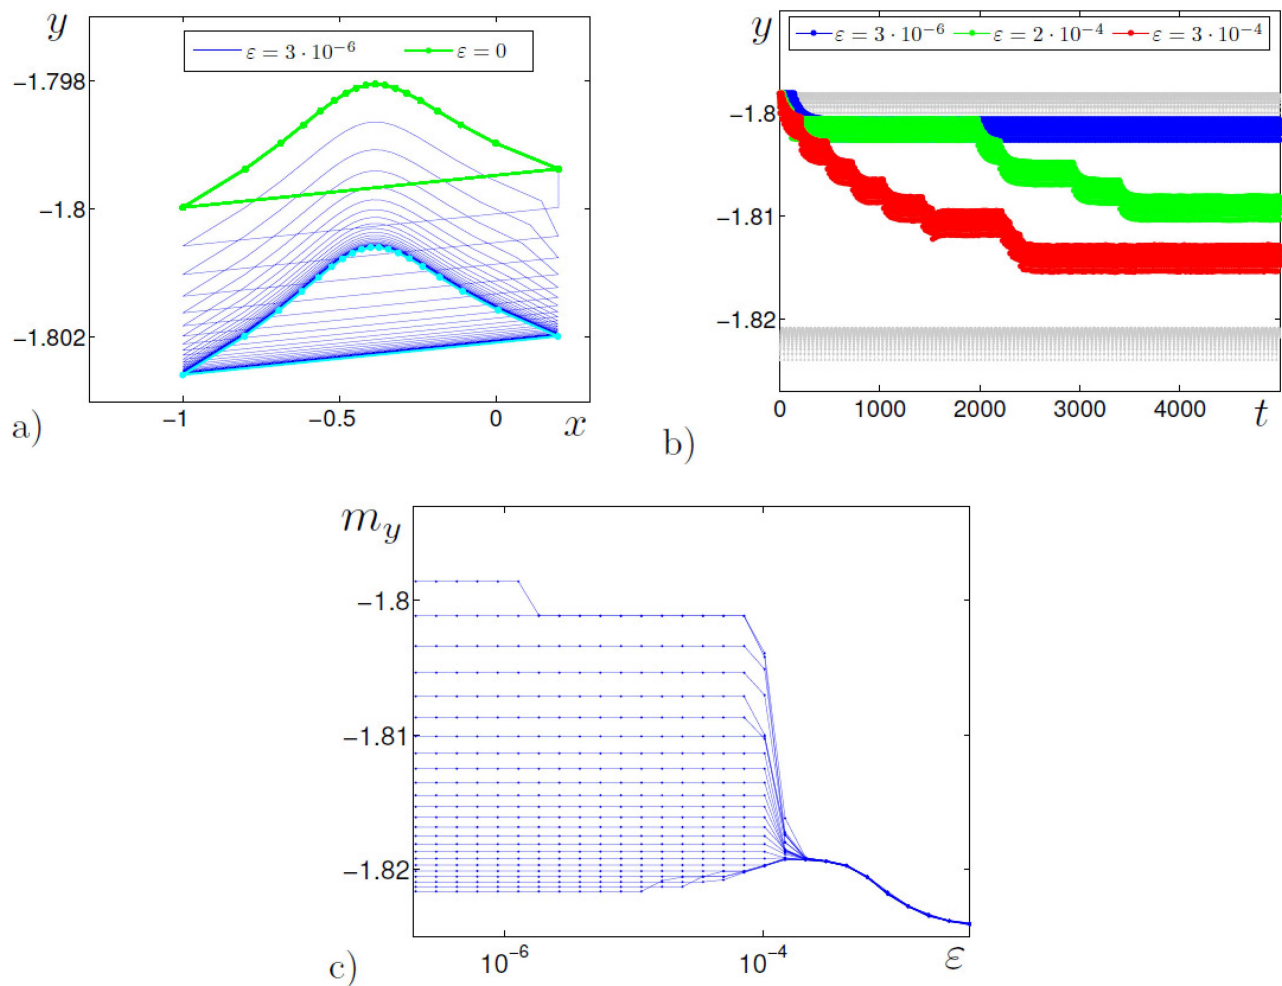 y
ε = 3 · 10⁻⁶ ε = 0
−1.798
−1.8
−1.802
−1 −0.5 0 x
a)
y
ε = 3 · 10⁻⁶ ε = 2 · 10⁻⁴ ε = 3 · 10⁻⁴
−1.8
−1.81
−1.82
0 1000 2000 3000 4000 t
b)
m_y
−1.8
−1.81
−1.82
10⁻⁶ 10⁻⁴ ε
c)